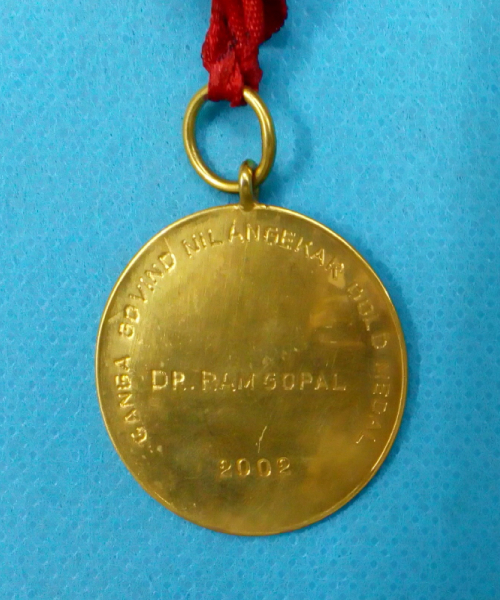 GANGA GOVIND NILANGEKAR GOLD MEDAL
DR. RAM GOPAL
2002